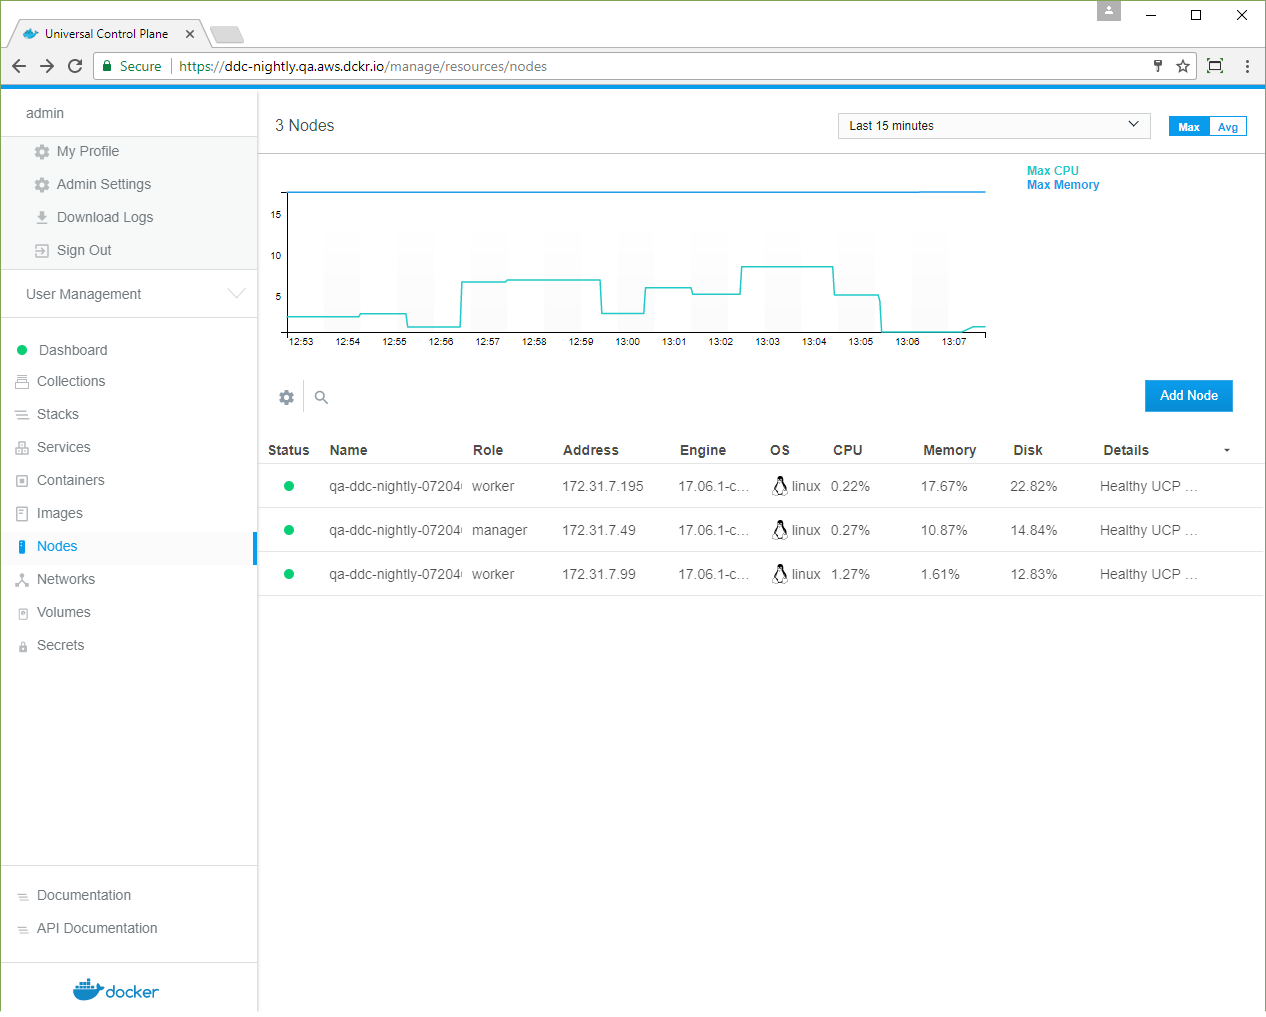 Universal Control Plane
Secure
https://ddc-nightly.qa.aws.dckr.io/manage/resources/nodes
admin
My Profile
Admin Settings
Download Logs
Sign Out
User Management
Dashboard
Collections
Stacks
Services
Containers
Images
Nodes
Networks
Volumes
Secrets
Documentation
API Documentation
docker
3 Nodes
Last 15 minutes
Max Avg
Max CPU
Max Memory
15
10
5
12:53 12:54 12:55 12:56 12:57 12:58 12:59 13:00 13:01 13:02 13:03 13:04 13:05 13:06 13:07
Add Node
Status Name Role Address Engine OS CPU Memory Disk Details
qa-ddc-nightly-07204 worker 172.31.7.195 17.06.1-c... linux 0.22% 17.67% 22.82% Healthy UCP ...
qa-ddc-nightly-07204 manager 172.31.7.49 17.06.1-c... linux 0.27% 10.87% 14.84% Healthy UCP ...
qa-ddc-nightly-07204 worker 172.31.7.99 17.06.1-c... linux 1.27% 1.61% 12.83% Healthy UCP ...